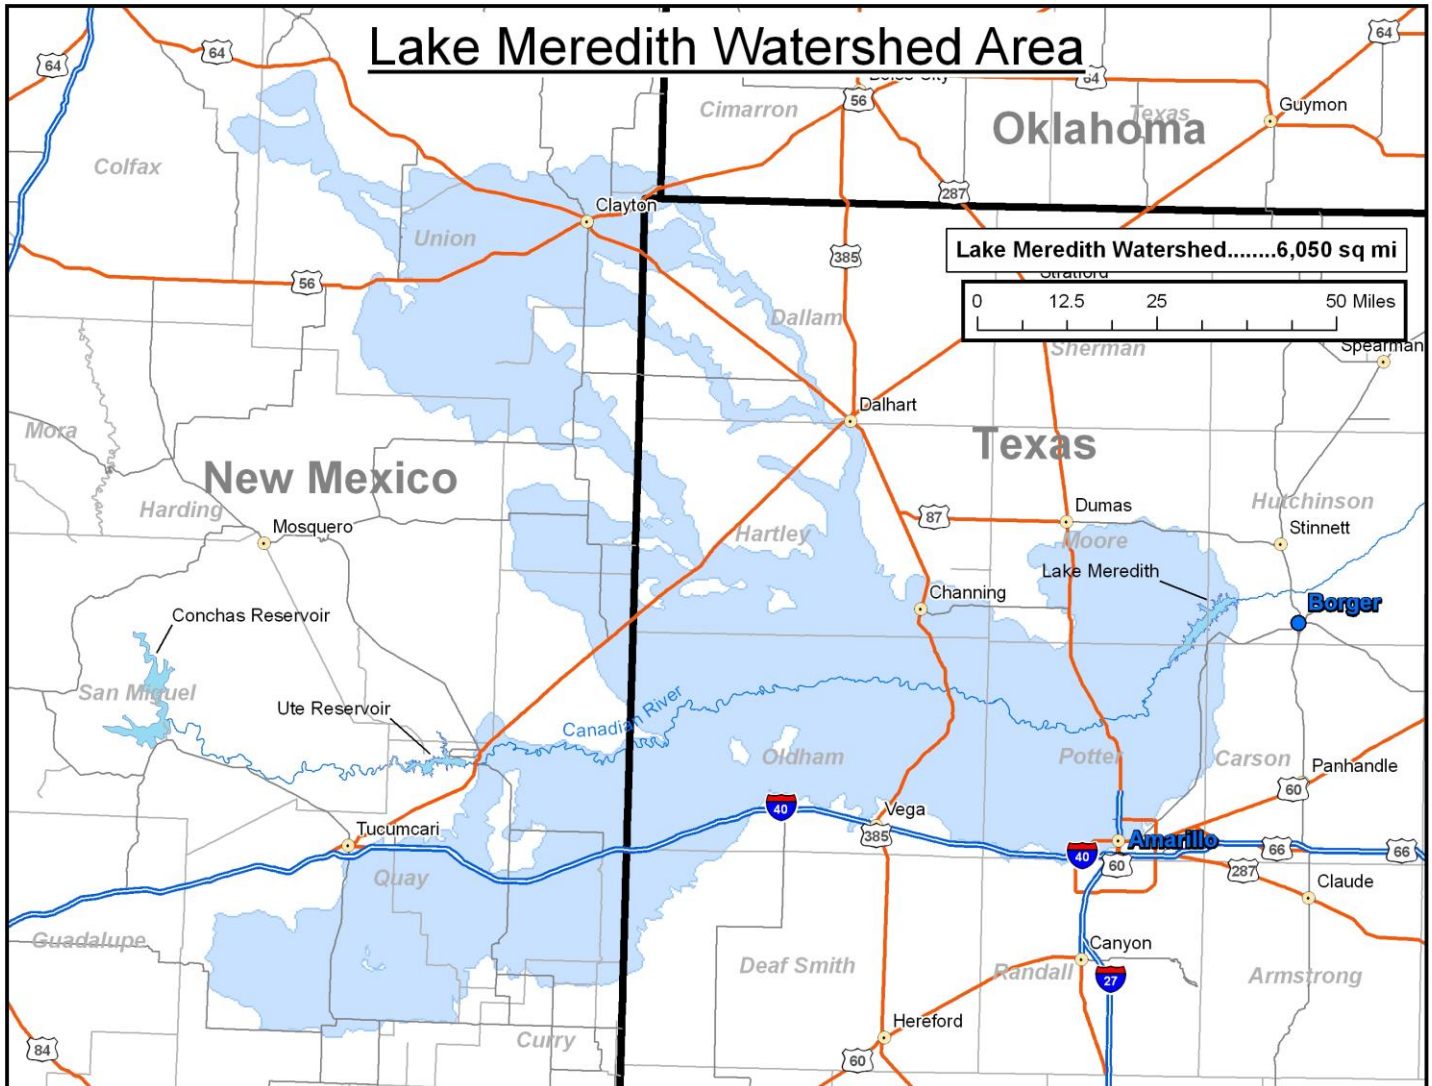 Lake Meredith Watershed Area
64
64
64
64
56
Cimarron
Texas
Guymon
Oklahoma
Colfax
287
Clayton
Union
385
Lake Meredith Watershed........6,050 sq mi
56
Stratford
0 12.5 25 50 Miles
Dallam
Sherman
Spearman
Dalhart
Mora
Texas
New Mexico
Harding
Hutchinson
Dumas
87
Mosquero
Stinnett
Hartley
Moore
Lake Meredith
Channing
Borger
Conchas Reservoir
San Miguel
Ute Reservoir
Canadian River
Oldham
Potter
Carson
Panhandle
60
40
Vega
Tucumcari
385
Amarillo
66
66
40
60
287
Quay
Claude
Guadalupe
Canyon
Deaf Smith
Randall
27
Armstrong
Hereford
Curry
84
60